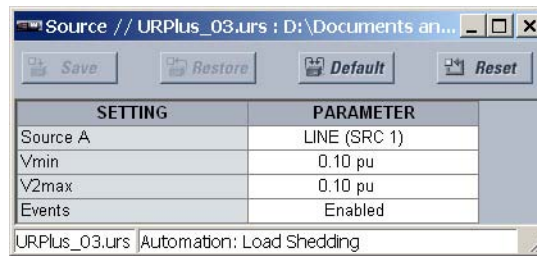 Source // URPlus_03.urs : D:\Documents an...
Save Restore Default Reset
SETTING PARAMETER
Source A LINE (SRC 1)
Vmin 0.10 pu
V2max 0.10 pu
Events Enabled
URPlus_03.urs Automation: Load Shedding